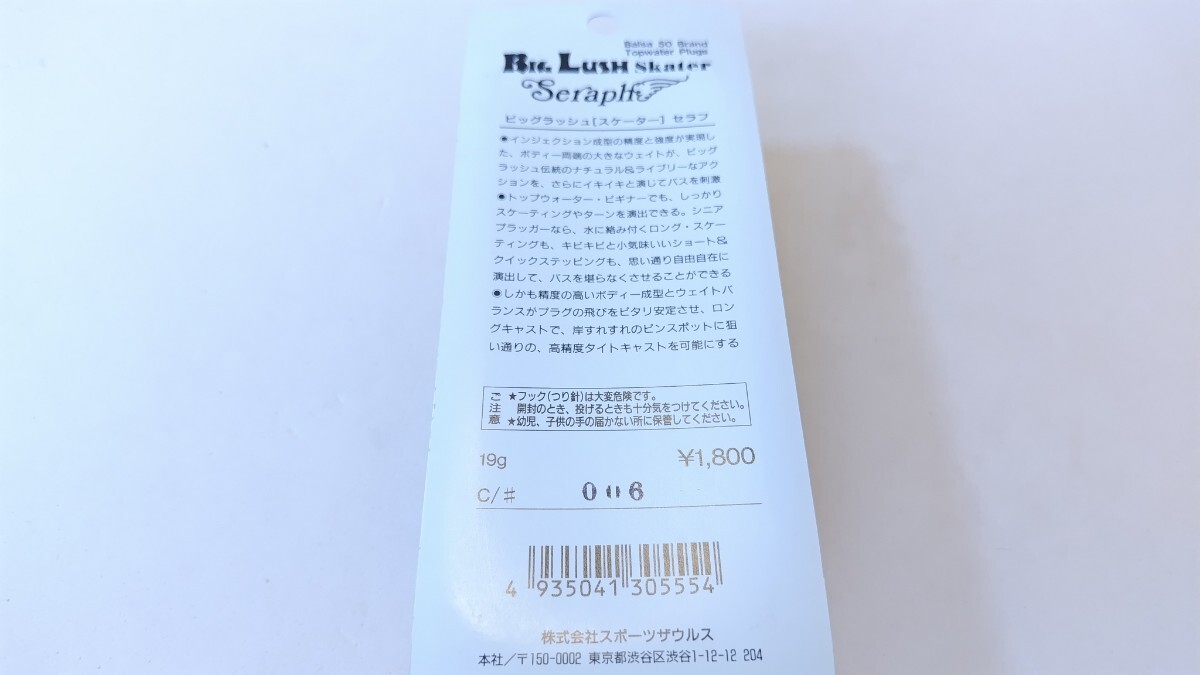 Balsa 50 Brand
Topwater Plugs
BIG LUSH Skater
Seraph
ビッグラッシュ[スケーター] セラフ
◉インジェクション成型の精度と強度が実現し
た、ボディー両端の大きなウェイトが、ビッグ
ラッシュ伝統のナチュラル&ライブリーなアク
ションを、さらにイキイキと演じてバスを刺激
◉トップウォーター・ビギナーでも、しっかり
スケーティングやターンを演出できる。シニア
プラッガーなら、水に絡み付くロング・スケー
ティングも、キビキビと小気味いいショート&
クイックステッピングも、思い通り自由自在に
演出して、バスを堪らなくさせることができる
◉しかも精度の高いボディー成型とウェイトバ
ランスがプラグの飛びをピタリ安定させ、ロン
グキャストで、岸すれすれのピンスポットに狙
い通りの、高精度タイトキャストを可能にする
ご注意
★フック(つり針)は大変危険です。
開封のとき、投げるときも十分気をつけてください。
★幼児、子供の手の届かない所に保管してください。
19g ¥1,800
C/# 006
4 935041 305554
株式会社スポーツザウルス
本社/〒150-0002 東京都渋谷区渋谷1-12-12 204